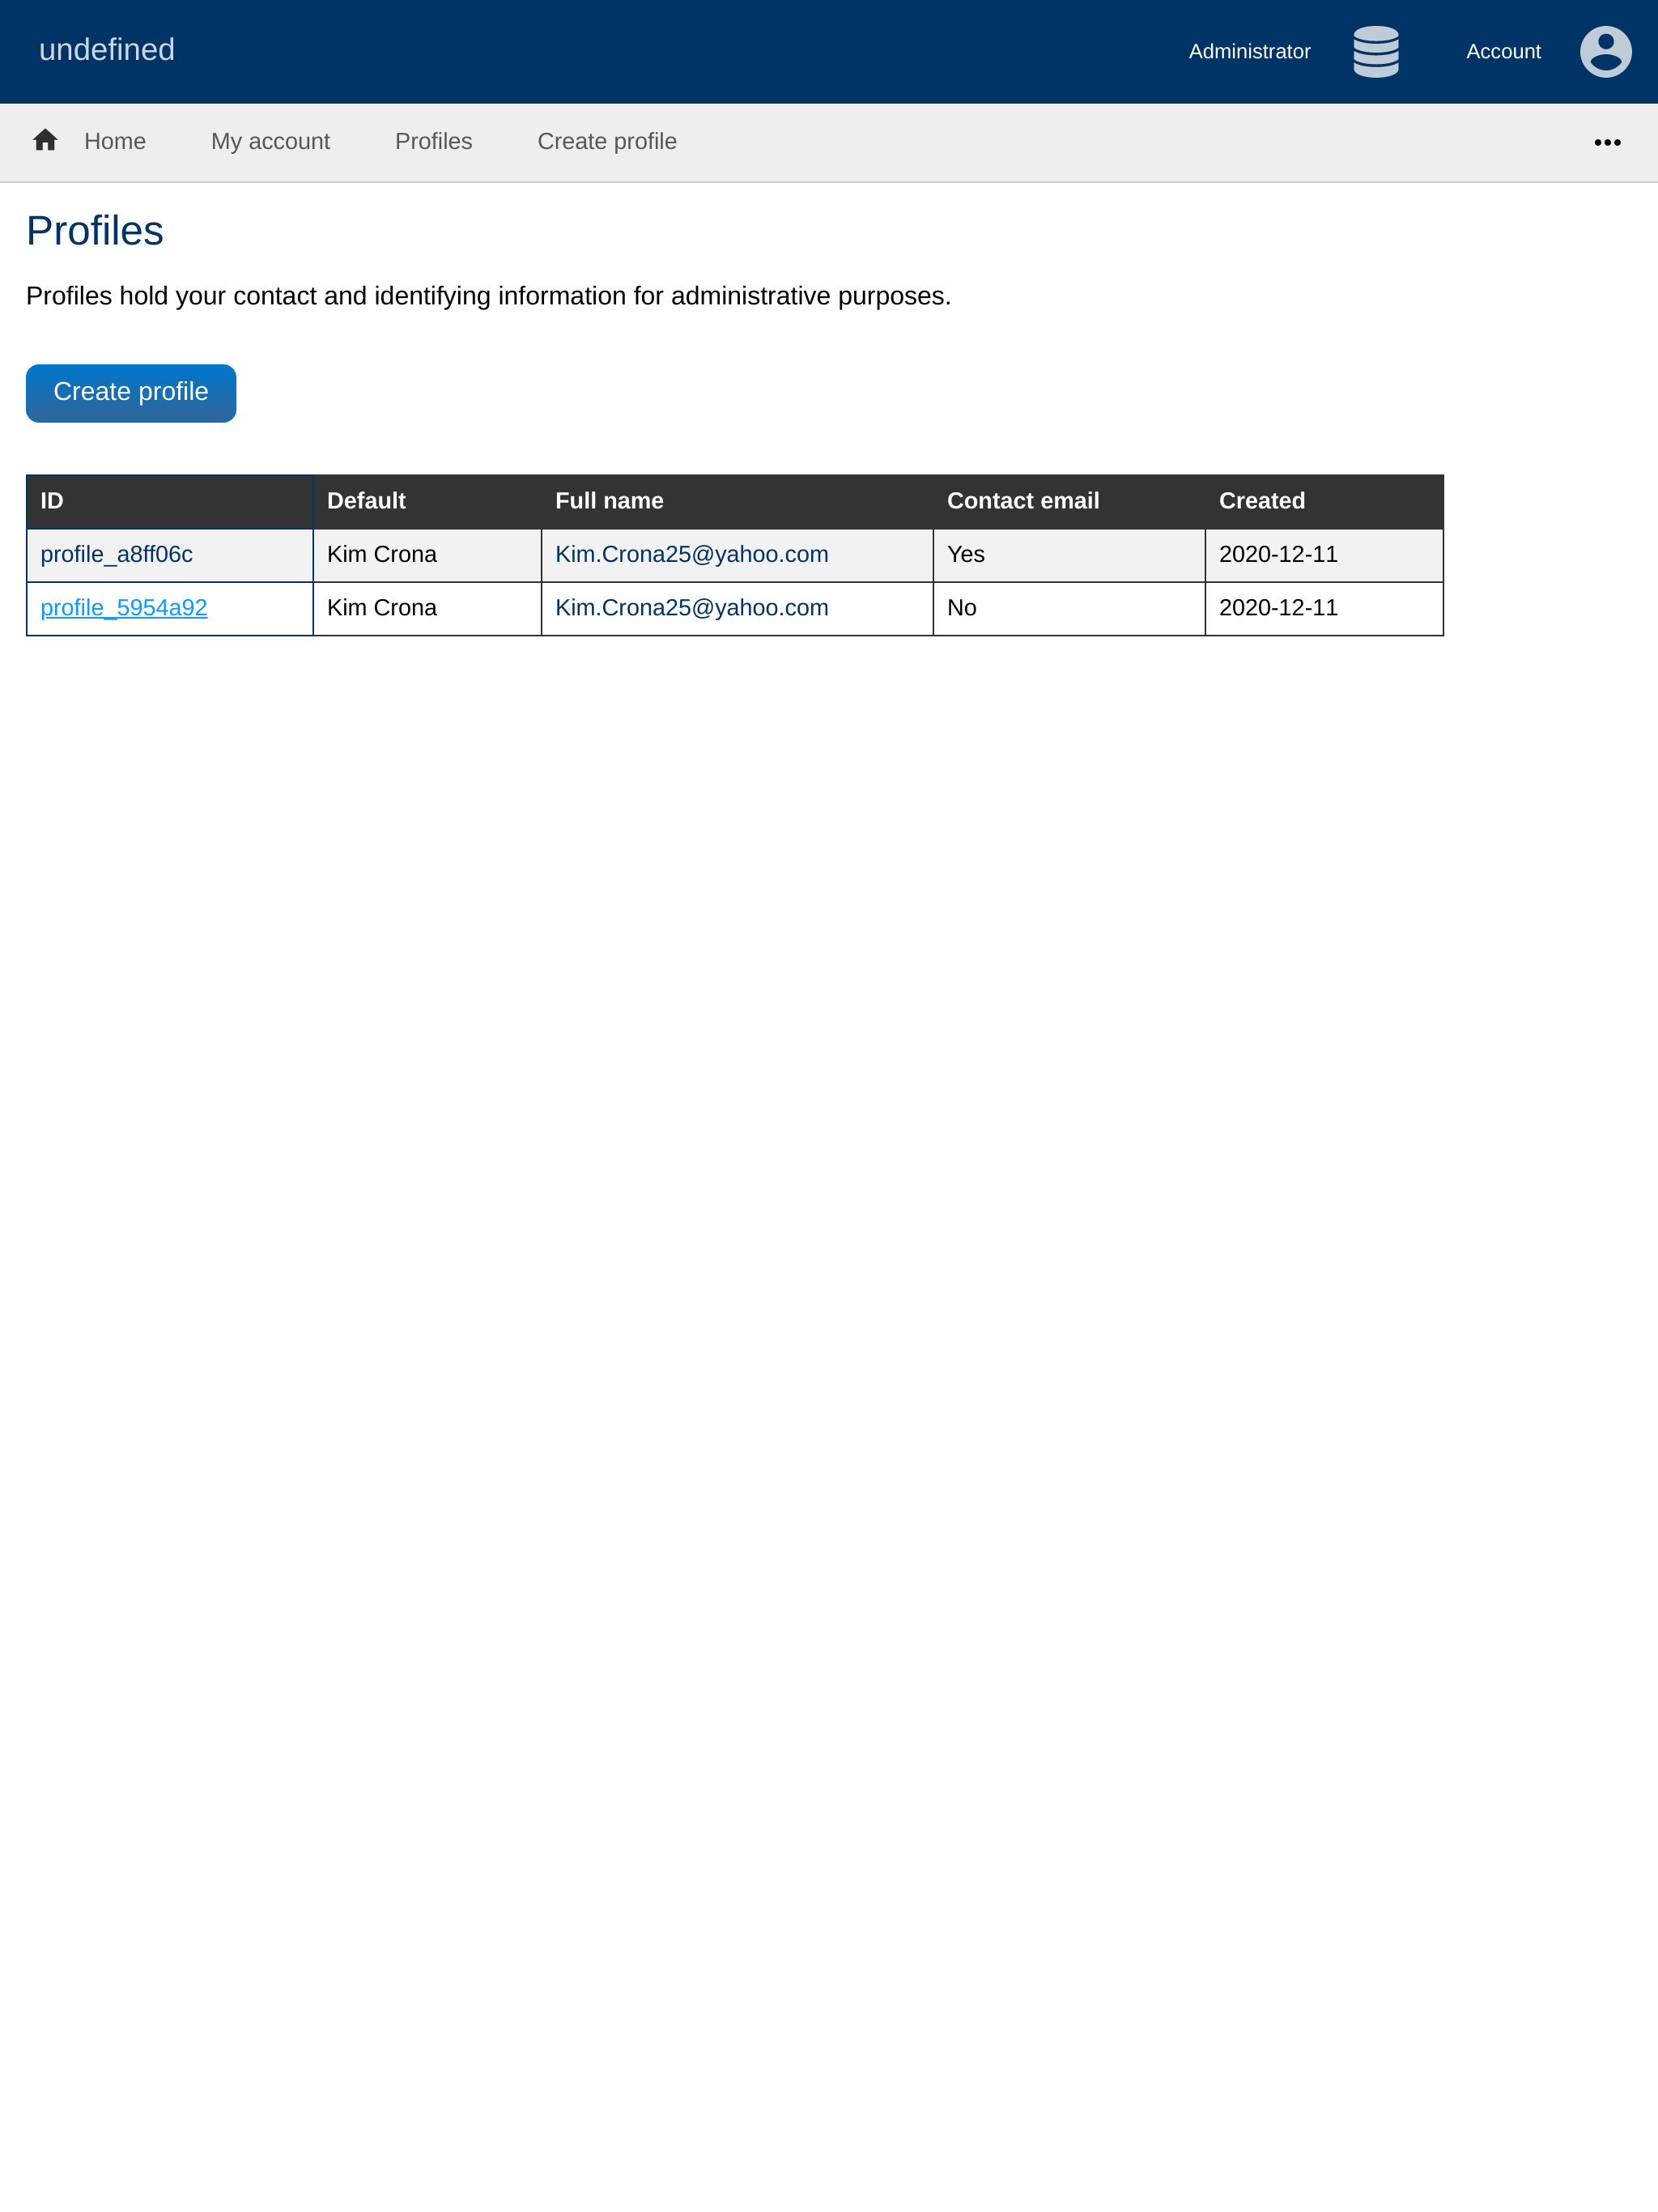 undefined
Administrator Account
Home My account Profiles Create profile
Profiles
Profiles hold your contact and identifying information for administrative purposes.
Create profile
ID Default Full name Contact email Created
profile_a8ff06c Kim Crona Kim.Crona25@yahoo.com Yes 2020-12-11
profile_5954a92 Kim Crona Kim.Crona25@yahoo.com No 2020-12-11